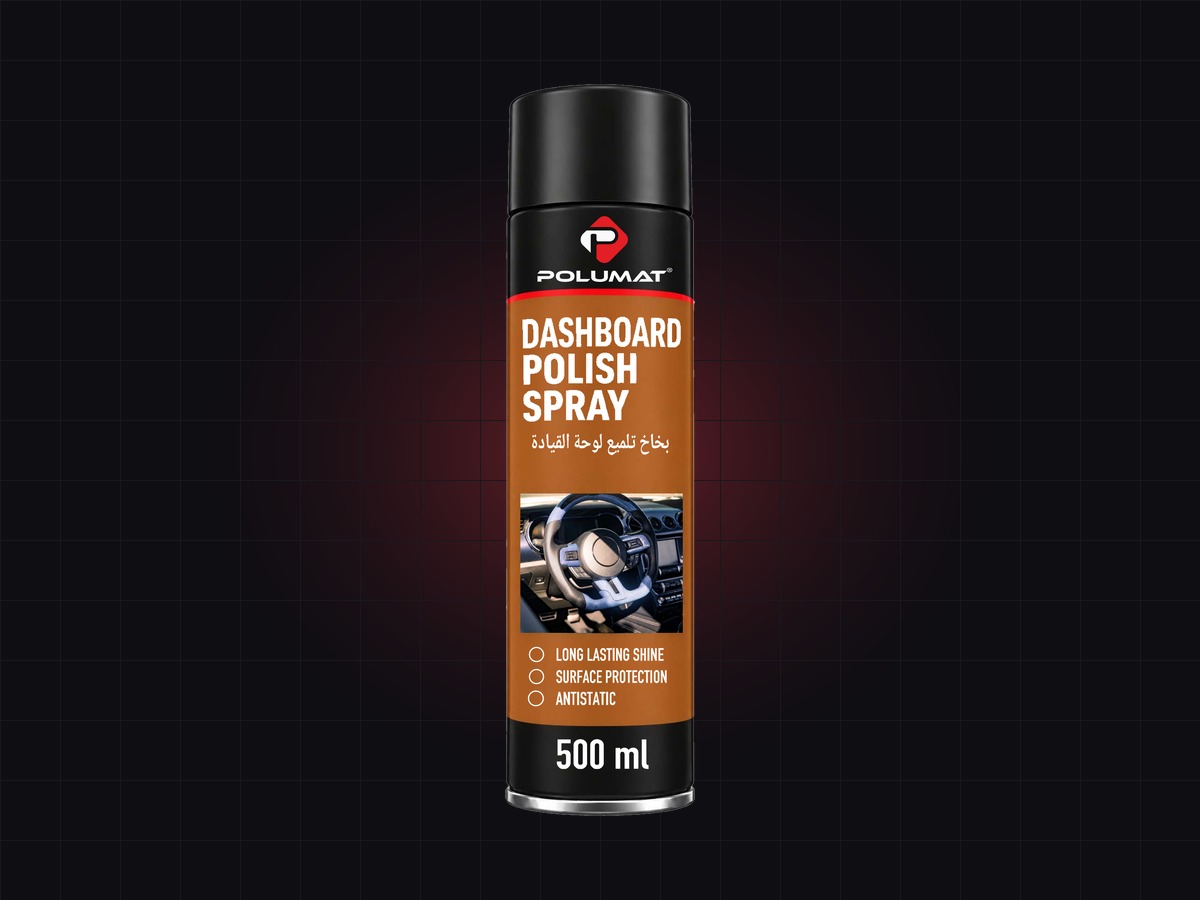 POLUMAT®
DASHBOARD
POLISH
SPRAY
بخاخ تلميع لوحة القيادة
LONG LASTING SHINE
SURFACE PROTECTION
ANTISTATIC
500 ml